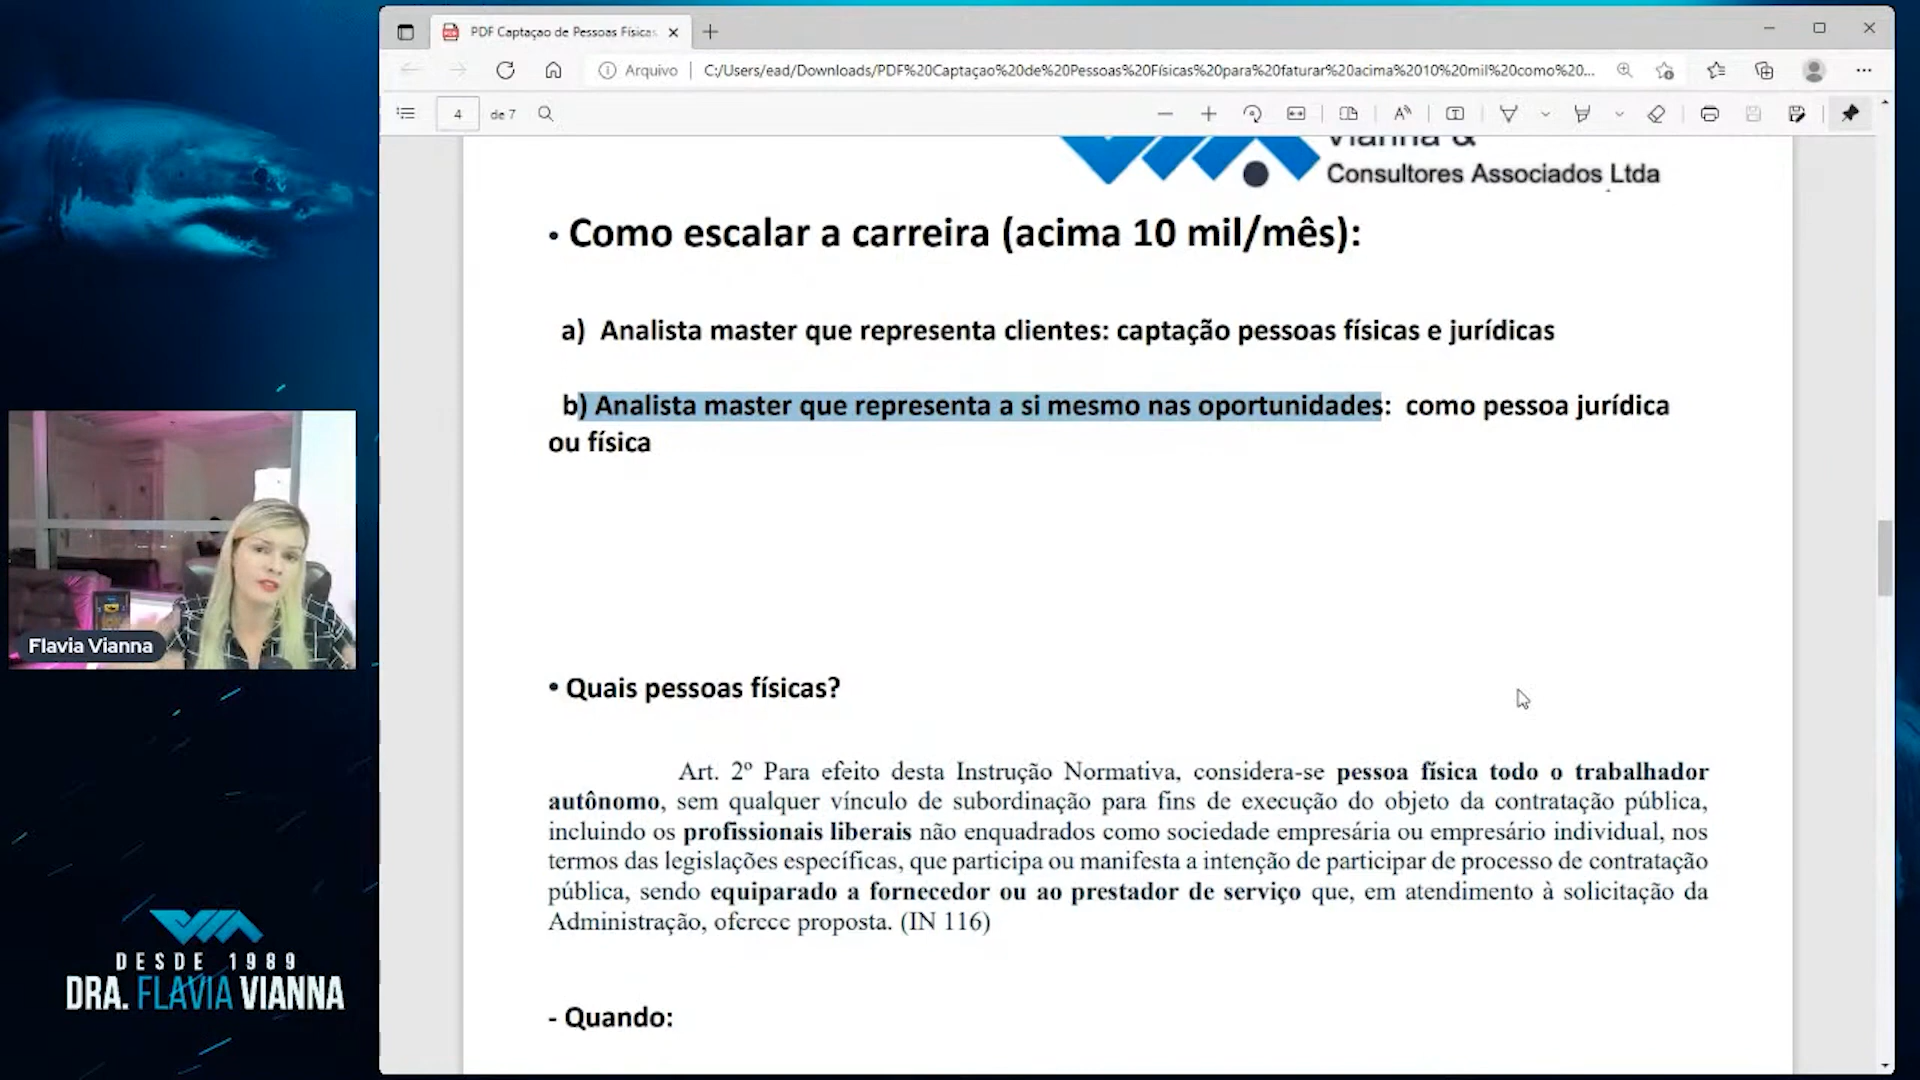 PDF Captaçao de Pessoas Físicas
Arquivo
C:/Users/ead/Downloads/PDF%20Captaçao%20de%20Pessoas%20Físicas%20para%20faturar%20acima%2010%20mil%20como%20...
4
de 7
Vianna &
Consultores Associados Ltda
• Como escalar a carreira (acima 10 mil/mês):
a) Analista master que representa clientes: captação pessoas físicas e jurídicas
b) Analista master que representa a si mesmo nas oportunidades: como pessoa jurídica
ou física
Flavia Vianna
• Quais pessoas físicas?
Art. 2º Para efeito desta Instrução Normativa, considera-se pessoa física todo o trabalhador
autônomo, sem qualquer vínculo de subordinação para fins de execução do objeto da contratação pública,
incluindo os profissionais liberais não enquadrados como sociedade empresária ou empresário individual, nos
termos das legislações específicas, que participa ou manifesta a intenção de participar de processo de contratação
pública, sendo equiparado a fornecedor ou ao prestador de serviço que, em atendimento à solicitação da
Administração, oferece proposta. (IN 116)
- Quando:
DESDE 1989
DRA. FLAVIA VIANNA